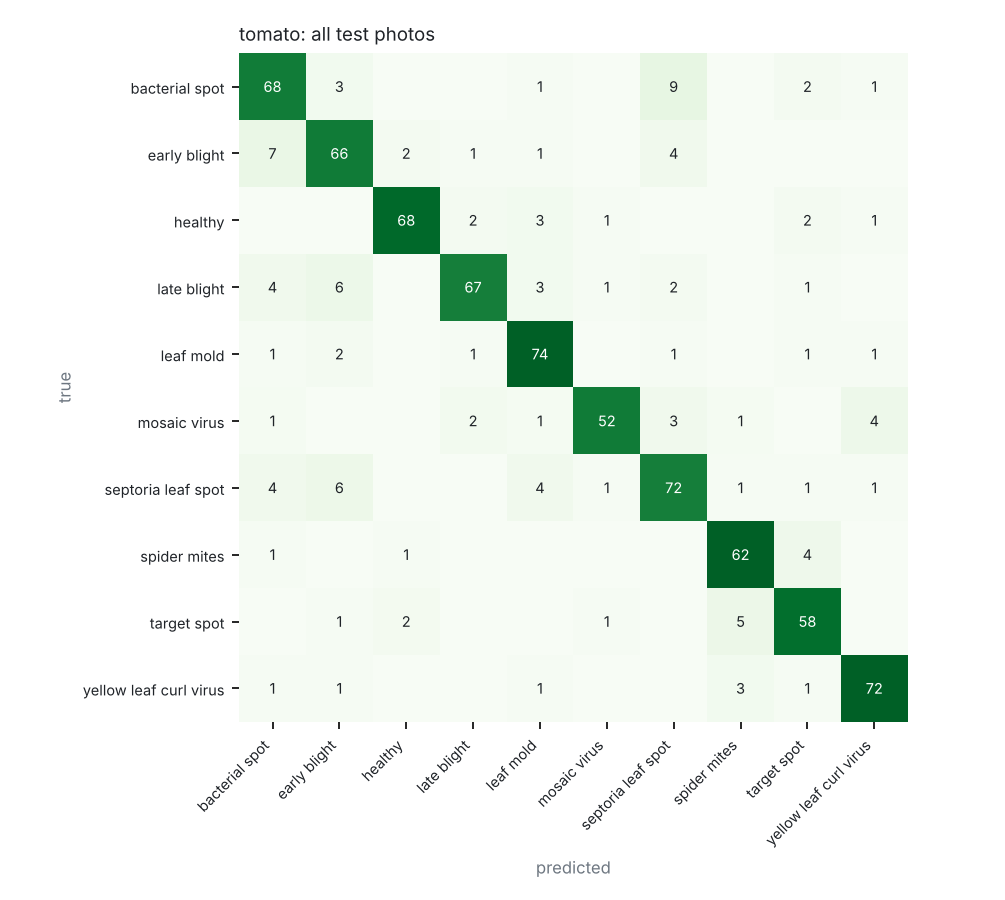 tomato: all test photos
bacterial spot 68 3 1 9 2 1
early blight 7 66 2 1 1 4
healthy 68 2 3 1 2 1
late blight 4 6 67 3 1 2 1
leaf mold 1 2 1 74 1 1 1
mosaic virus 1 2 1 52 3 1 4
septoria leaf spot 4 6 4 1 72 1 1 1
spider mites 1 1 62 4
target spot 1 2 1 5 58
yellow leaf curl virus 1 1 1 3 1 72
true
bacterial spot
early blight
healthy
late blight
leaf mold
mosaic virus
septoria leaf spot
spider mites
target spot
yellow leaf curl virus
predicted